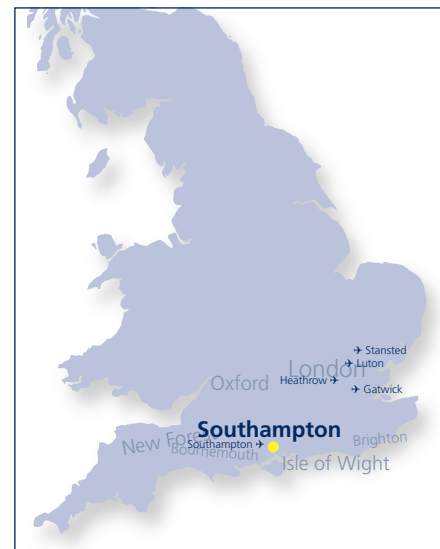 Stansted
London
Luton
Oxford
Heathrow
Gatwick
Southampton
New Forest
Southampton
Bournemouth
Brighton
Isle of Wight